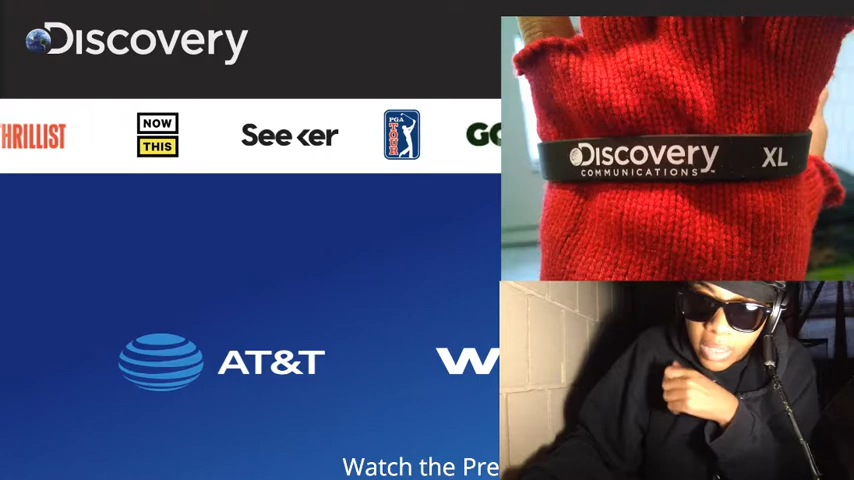 Discovery
THRILLIST
NOW
THIS
Seeker
PGA
TOUR
AT&T
W
Watch the Pre
Discovery
COMMUNICATIONS
XL